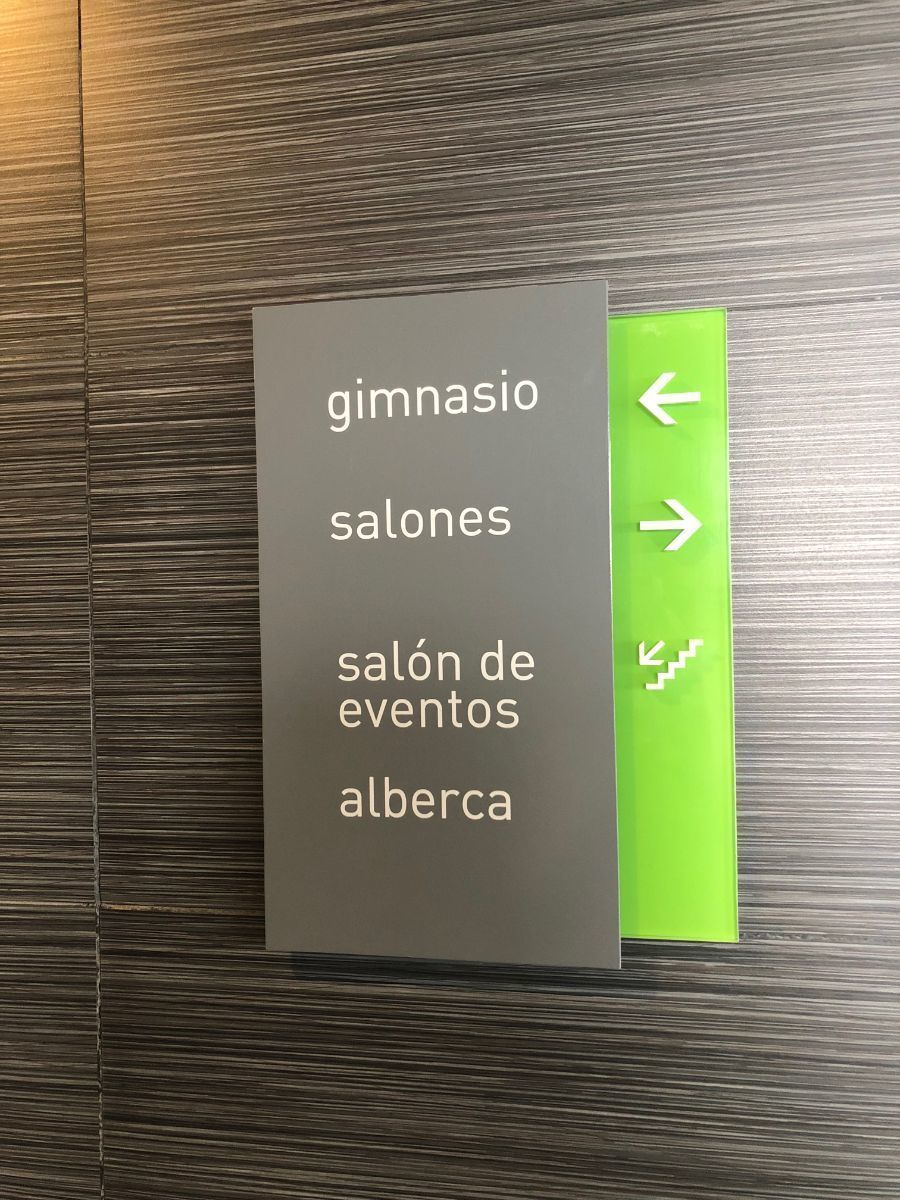 gimnasio
salones
salón de
eventos
alberca